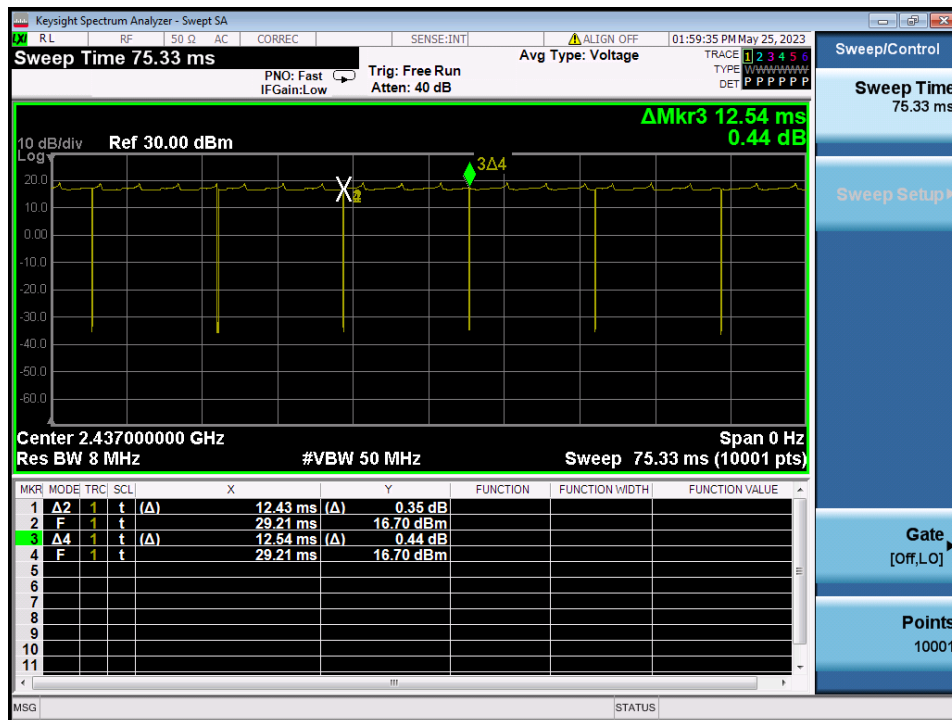 Keysight Spectrum Analyzer - Swept SA
LXI RL RF 50 Ω AC CORREC SENSE:INT ALIGN OFF 01:59:35 PM May 25, 2023
Sweep Time 75.33 ms
PNO: Fast
IFGain:Low
Trig: Free Run
Atten: 40 dB
Avg Type: Voltage
TRACE 1 2 3 4 5 6
TYPE WWWWWW
DET P P P P P P
ΔMkr3 12.54 ms
0.44 dB
10 dB/div
Log
Ref 30.00 dBm
3Δ4
20.0
10.0
0.00
-10.0
-20.0
-30.0
-40.0
-50.0
-60.0
Center 2.437000000 GHz Span 0 Hz
Res BW 8 MHz #VBW 50 MHz Sweep 75.33 ms (10001 pts)
MKR MODE TRC SCL X Y FUNCTION FUNCTION WIDTH FUNCTION VALUE
1 Δ2 1 t (Δ) 12.43 ms (Δ) 0.35 dB
2 F 1 t 29.21 ms 16.70 dBm
3 Δ4 1 t (Δ) 12.54 ms (Δ) 0.44 dB
4 F 1 t 29.21 ms 16.70 dBm
5
6
7
8
9
10
11
MSG STATUS
Sweep/Control
Sweep Time
75.33 ms
Sweep Setup
Gate
[Off,LO]
Points
10001